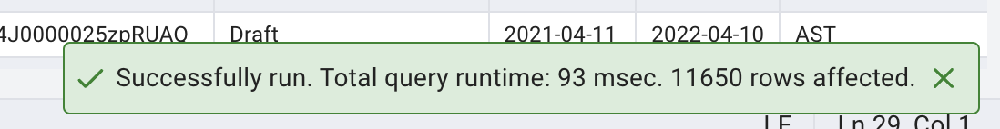 4J0000025zpRUAQ Draft 2021-04-11 2022-04-10 AST
Successfully run. Total query runtime: 93 msec. 11650 rows affected.
LF Ln 29, Col 1